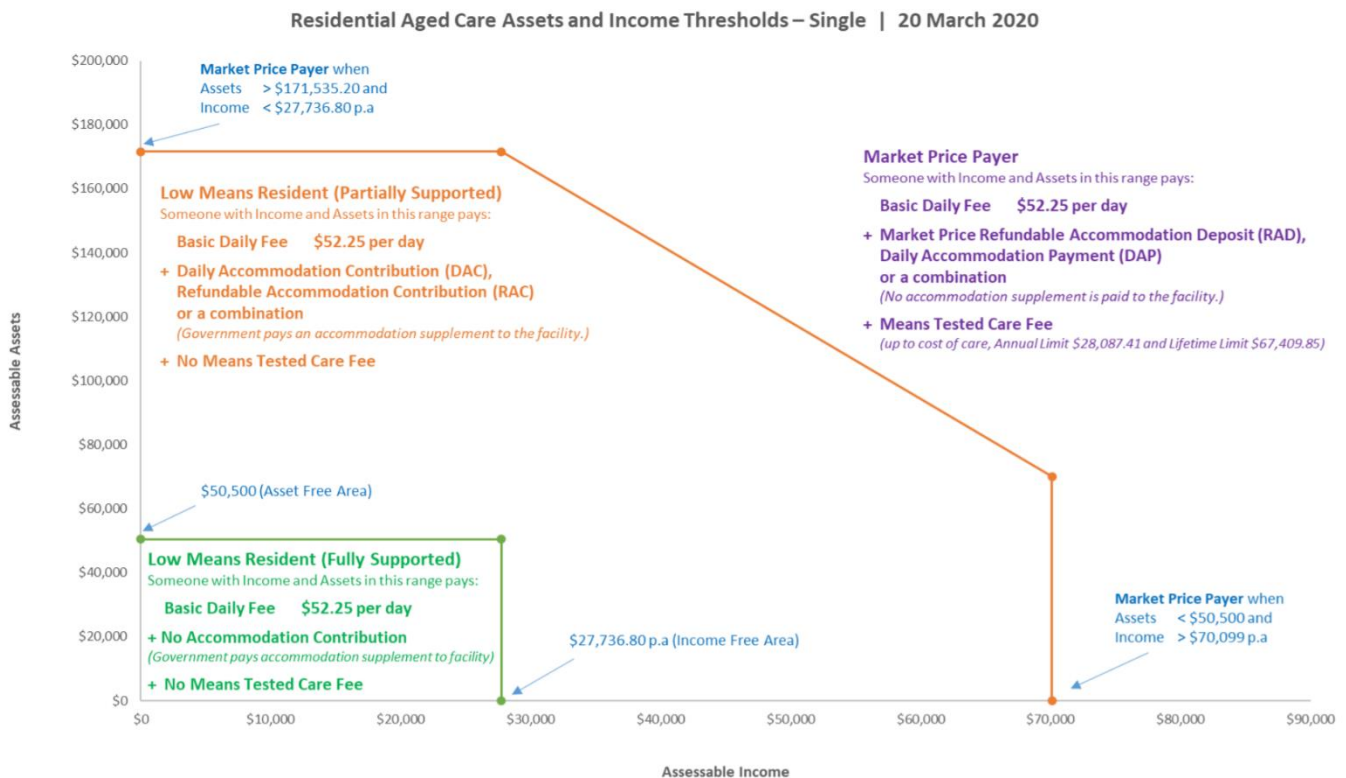 Residential Aged Care Assets and Income Thresholds – Single | 20 March 2020
$200,000
$180,000
$160,000
$140,000
$120,000
$100,000
$80,000
$60,000
$40,000
$20,000
$0
Assessable Assets
Market Price Payer when
Assets > $171,535.20 and
Income < $27,736.80 p.a
Low Means Resident (Partially Supported)
Someone with Income and Assets in this range pays:
Basic Daily Fee $52.25 per day
+ Daily Accommodation Contribution (DAC),
Refundable Accommodation Contribution (RAC)
or a combination
(Government pays an accommodation supplement to the facility.)
+ No Means Tested Care Fee
Market Price Payer
Someone with Income and Assets in this range pays:
Basic Daily Fee $52.25 per day
+ Market Price Refundable Accommodation Deposit (RAD),
Daily Accommodation Payment (DAP)
or a combination
(No accommodation supplement is paid to the facility.)
+ Means Tested Care Fee
(up to cost of care, Annual Limit $28,087.41 and Lifetime Limit $67,409.85)
$50,500 (Asset Free Area)
Low Means Resident (Fully Supported)
Someone with Income and Assets in this range pays:
Basic Daily Fee $52.25 per day
+ No Accommodation Contribution
(Government pays accommodation supplement to facility)
+ No Means Tested Care Fee
$27,736.80 p.a (Income Free Area)
Market Price Payer when
Assets < $50,500 and
Income > $70,099 p.a
$0
$10,000
$20,000
$30,000
$40,000
$50,000
$60,000
$70,000
$80,000
$90,000
Assessable Income